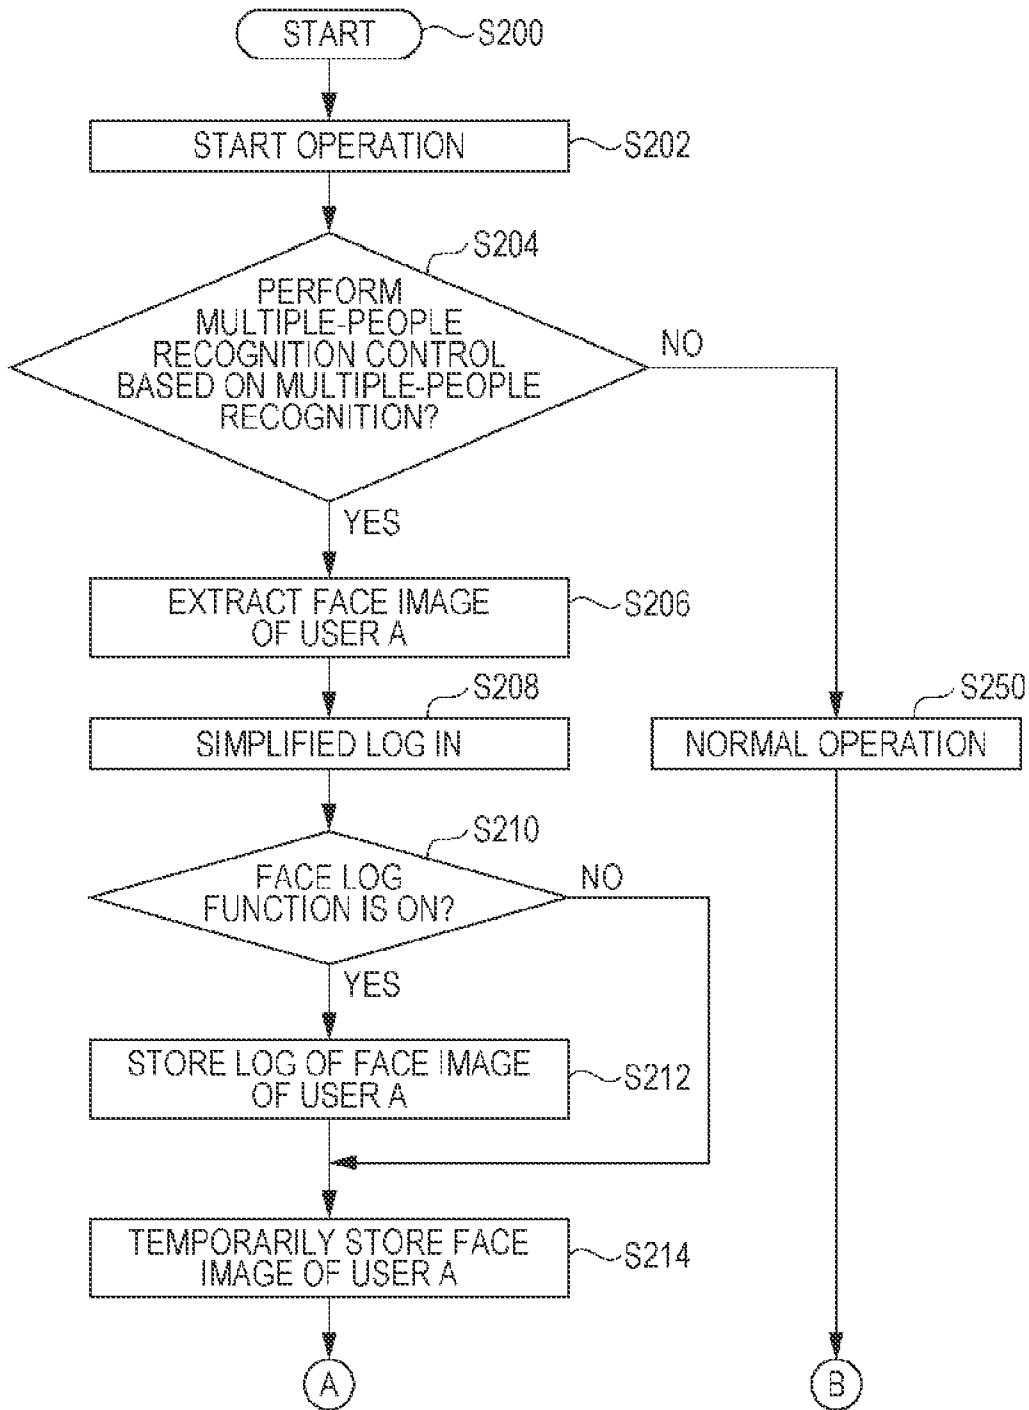 START
S200
START OPERATION
S202
S204
PERFORM
MULTIPLE-PEOPLE
RECOGNITION CONTROL
BASED ON MULTIPLE-PEOPLE
RECOGNITION?
NO
YES
EXTRACT FACE IMAGE
OF USER A
S206
S208
SIMPLIFIED LOG IN
S250
NORMAL OPERATION
S210
FACE LOG
FUNCTION IS ON?
NO
YES
STORE LOG OF FACE IMAGE
OF USER A
S212
TEMPORARILY STORE FACE
IMAGE OF USER A
S214
A
B